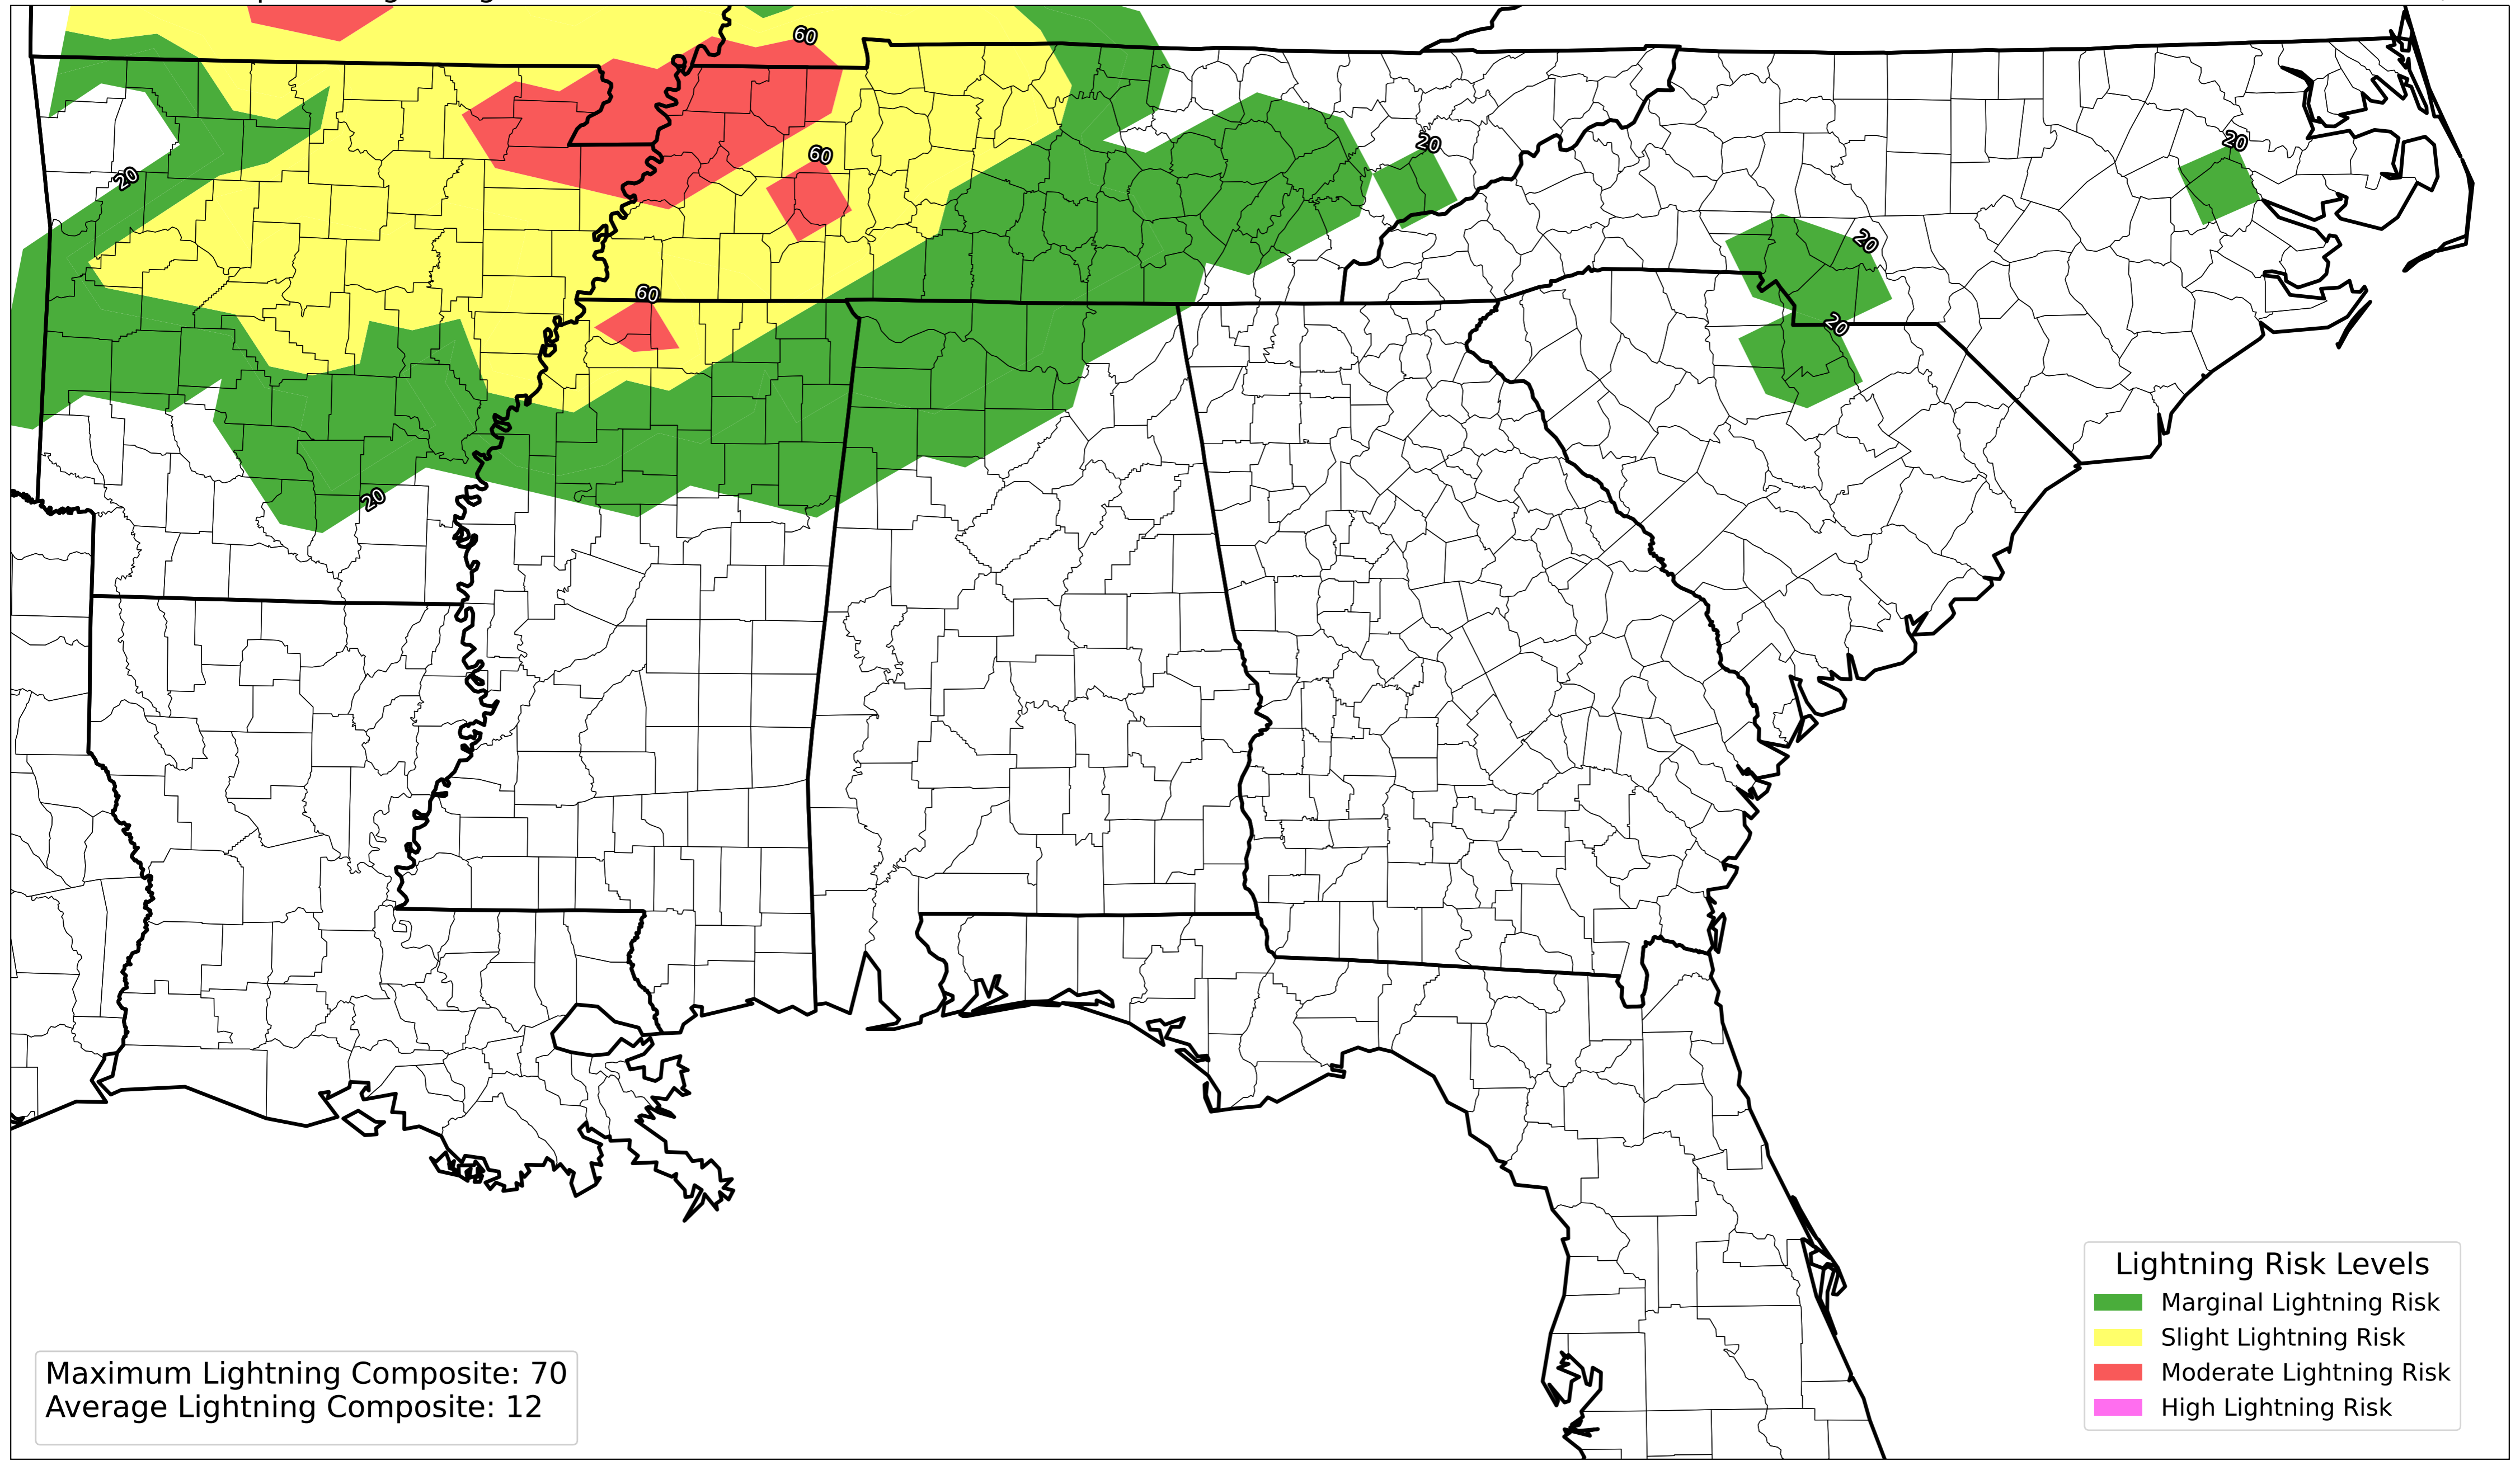 60
60
20
20
20
20
60
20
20
Lightning Risk Levels
Marginal Lightning Risk
Slight Lightning Risk
Moderate Lightning Risk
High Lightning Risk
Maximum Lightning Composite: 70
Average Lightning Composite: 12